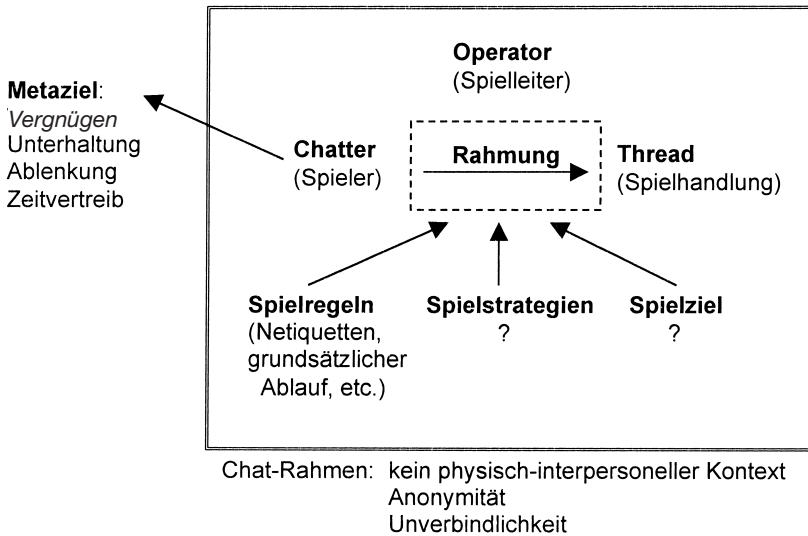 Operator
(Spielleiter)
Metaziel:
Vergnügen
Unterhaltung
Ablenkung
Zeitvertreib
Chatter
(Spieler)
Rahmung
Thread
(Spielhandlung)
Spielregeln
(Netiquetten,
grundsätzlicher
Ablauf, etc.)
Spielstrategien
?
Spielziel
?
Chat-Rahmen: kein physisch-interpersoneller Kontext
Anonymität
Unverbindlichkeit